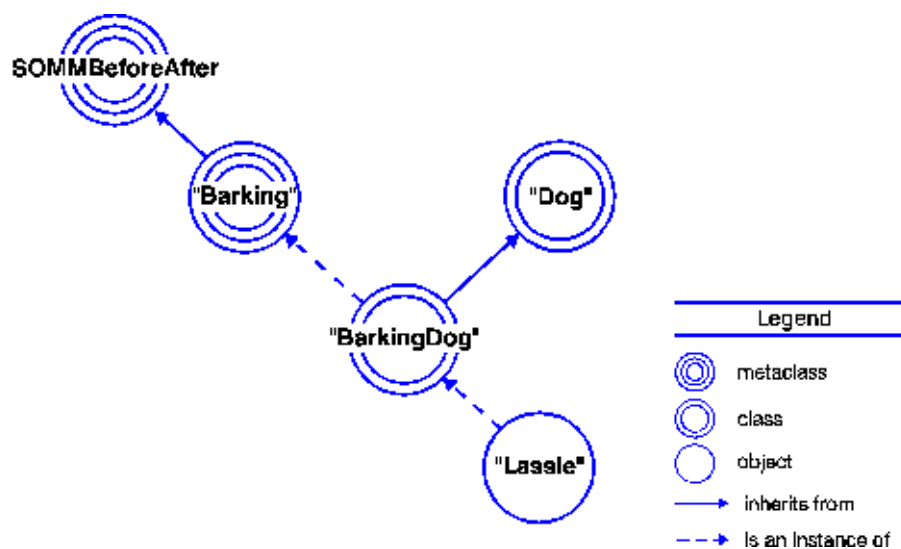 SOMMBeforeAfter
"Barking"
"Dog"
"BarkingDog"
"Lassie"
Legend
metaclass
class
object
inherits from
is an instance of